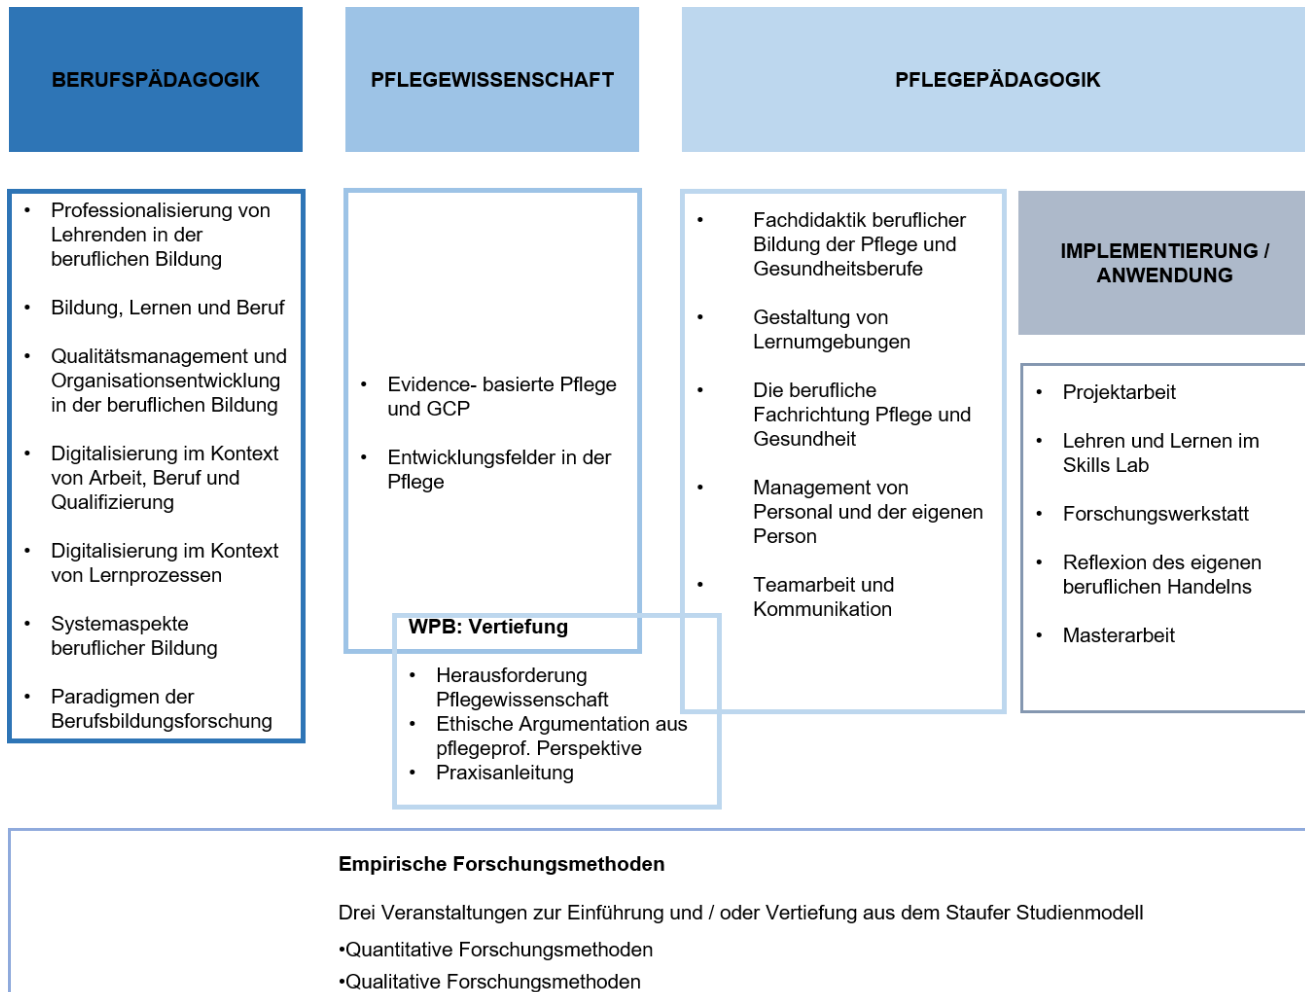 BERUFSPÄDAGOGIK
PFLEGEWISSENSCHAFT
PFLEGEPÄDAGOGIK
• Professionalisierung von
Lehrenden in der
beruflichen Bildung
• Bildung, Lernen und Beruf
• Qualitätsmanagement und
Organisationsentwicklung
in der beruflichen Bildung
• Digitalisierung im Kontext
von Arbeit, Beruf und
Qualifizierung
• Digitalisierung im Kontext
von Lernprozessen
• Systemaspekte
beruflicher Bildung
• Paradigmen der
Berufsbildungsforschung
• Evidence- basierte Pflege
und GCP
• Entwicklungsfelder in der
Pflege
WPB: Vertiefung
• Herausforderung
Pflegewissenschaft
• Ethische Argumentation aus
pflegeprof. Perspektive
• Praxisanleitung
• Fachdidaktik beruflicher
Bildung der Pflege und
Gesundheitsberufe
• Gestaltung von
Lernumgebungen
• Die berufliche
Fachrichtung Pflege und
Gesundheit
• Management von
Personal und der eigenen
Person
• Teamarbeit und
Kommunikation
IMPLEMENTIERUNG /
ANWENDUNG
• Projektarbeit
• Lehren und Lernen im
Skills Lab
• Forschungswerkstatt
• Reflexion des eigenen
beruflichen Handelns
• Masterarbeit
Empirische Forschungsmethoden
Drei Veranstaltungen zur Einführung und / oder Vertiefung aus dem Staufer Studienmodell
•Quantitative Forschungsmethoden
•Qualitative Forschungsmethoden